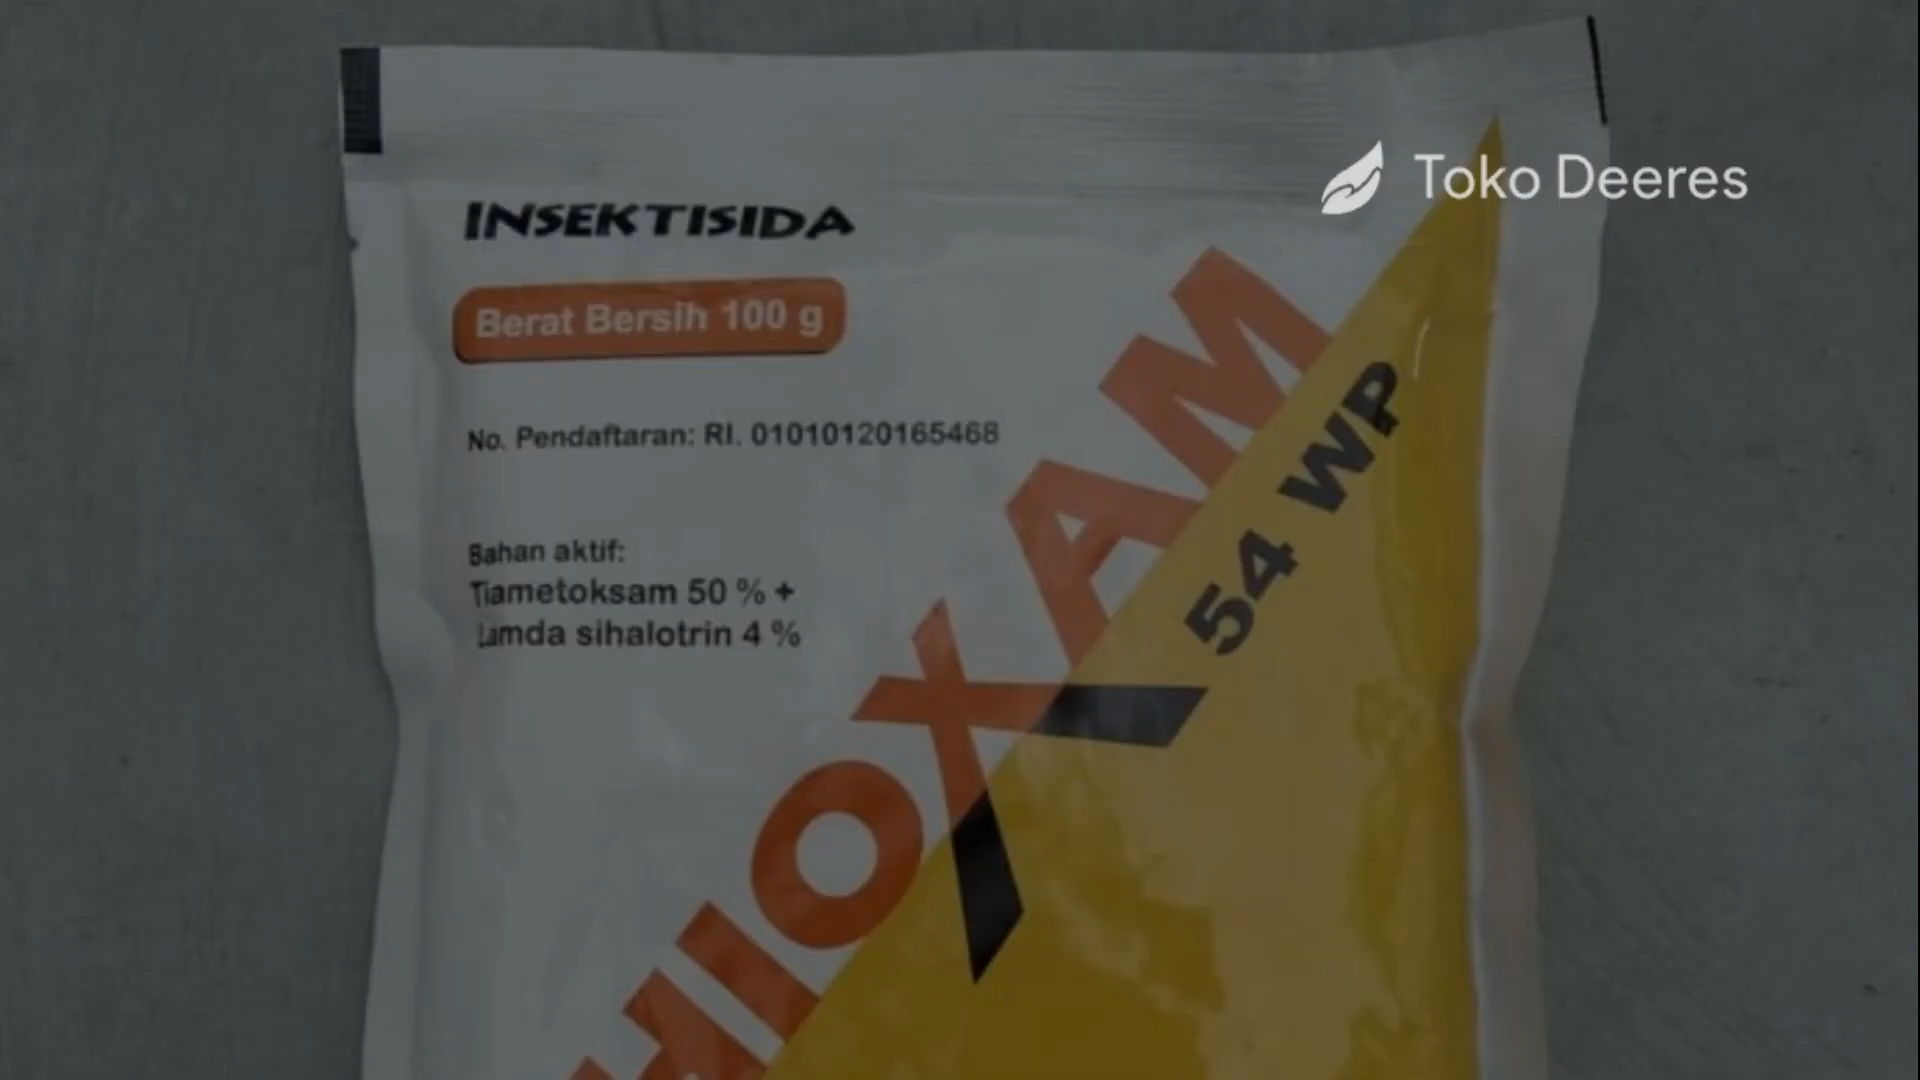 Toko Deeres
INSEKTISIDA
Berat Bersih 100 g
No. Pendaftaran: RI. 01010120165468
Bahan aktif:
Tiametoksam 50 % +
Lamda sihalotrin 4 %
HIOXAM
54 WP